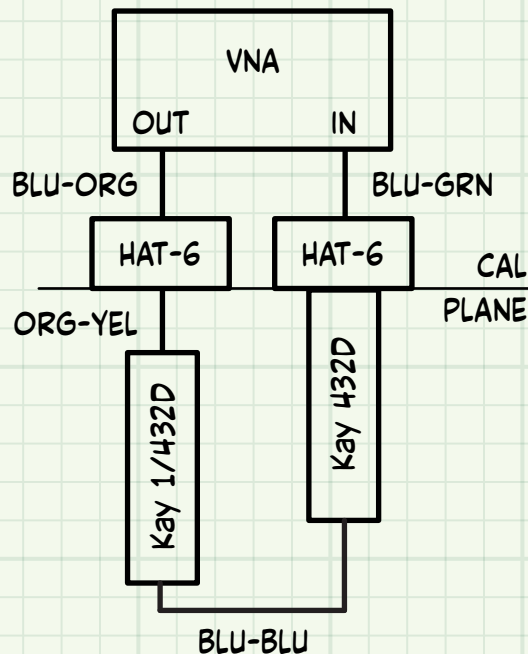 VNA
OUT IN
BLU-ORG BLU-GRN
HAT-6 HAT-6
CAL
PLANE
ORG-YEL
Kay 1/432D
Kay 432D
BLU-BLU